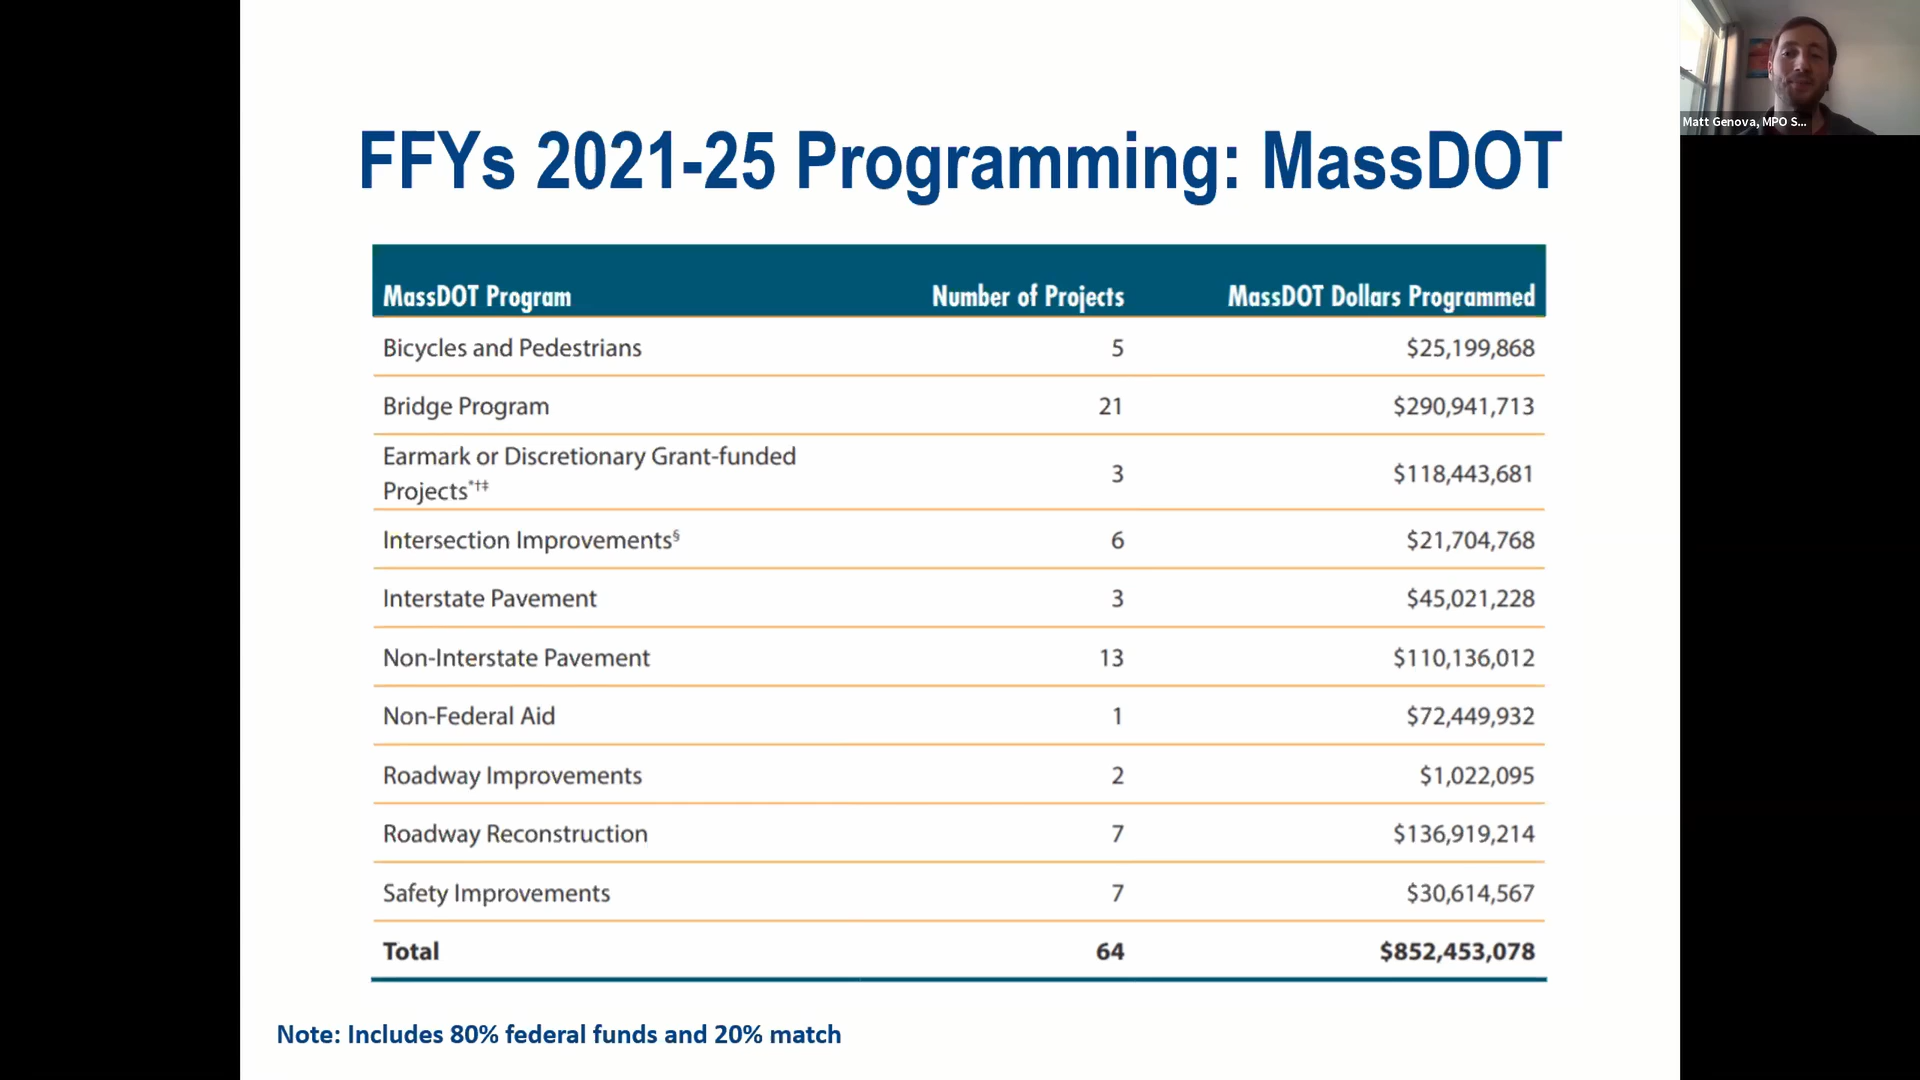 FFYs 2021-25 Programming: MassDOT
Matt Genova, MPO S...
MassDOT Program Number of Projects MassDOT Dollars Programmed
Bicycles and Pedestrians 5 $25,199,868
Bridge Program 21 $290,941,713
Earmark or Discretionary Grant-funded
Projects*†‡ 3 $118,443,681
Intersection Improvements§ 6 $21,704,768
Interstate Pavement 3 $45,021,228
Non-Interstate Pavement 13 $110,136,012
Non-Federal Aid 1 $72,449,932
Roadway Improvements 2 $1,022,095
Roadway Reconstruction 7 $136,919,214
Safety Improvements 7 $30,614,567
Total 64 $852,453,078
Note: Includes 80% federal funds and 20% match